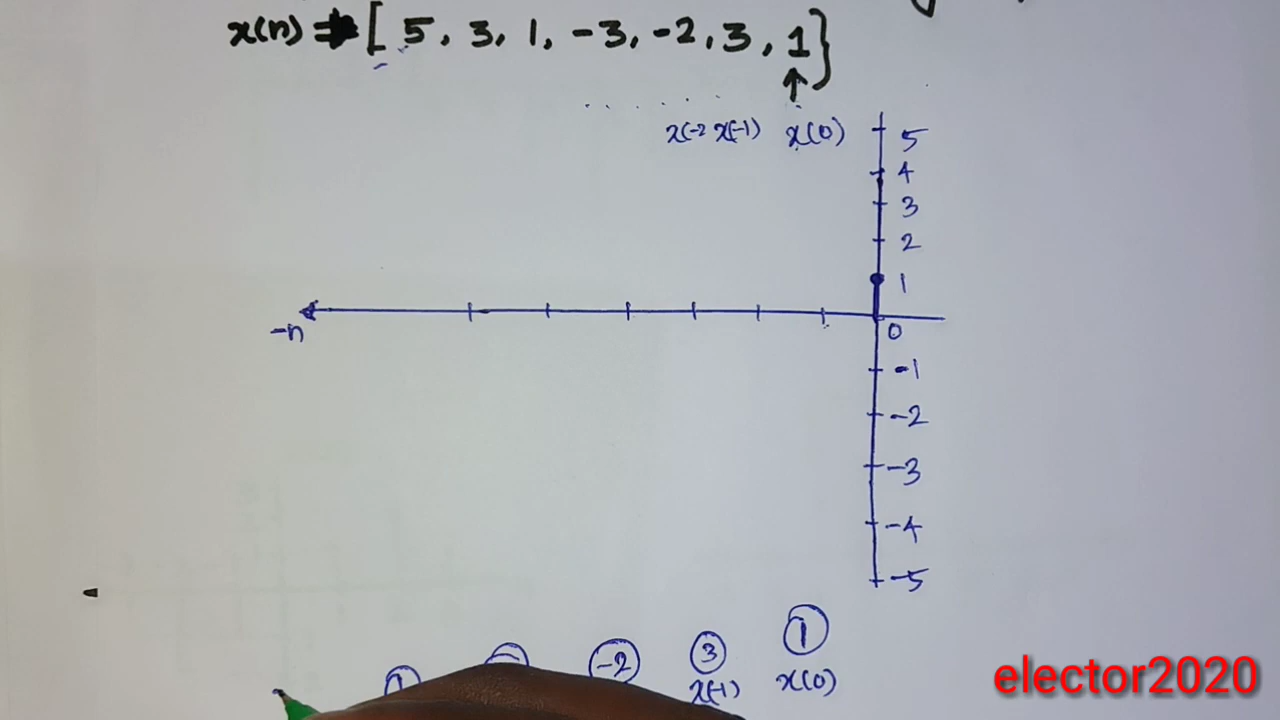 x(n) = [ 5, 3, 1, -3, -2, 3, 1}
x(-2 x(-1) x(0)
5
4
3
2
1
-n 0
-1
-2
-3
-4
-5
1 -2 3 1
x(-1) x(0)
elector2020